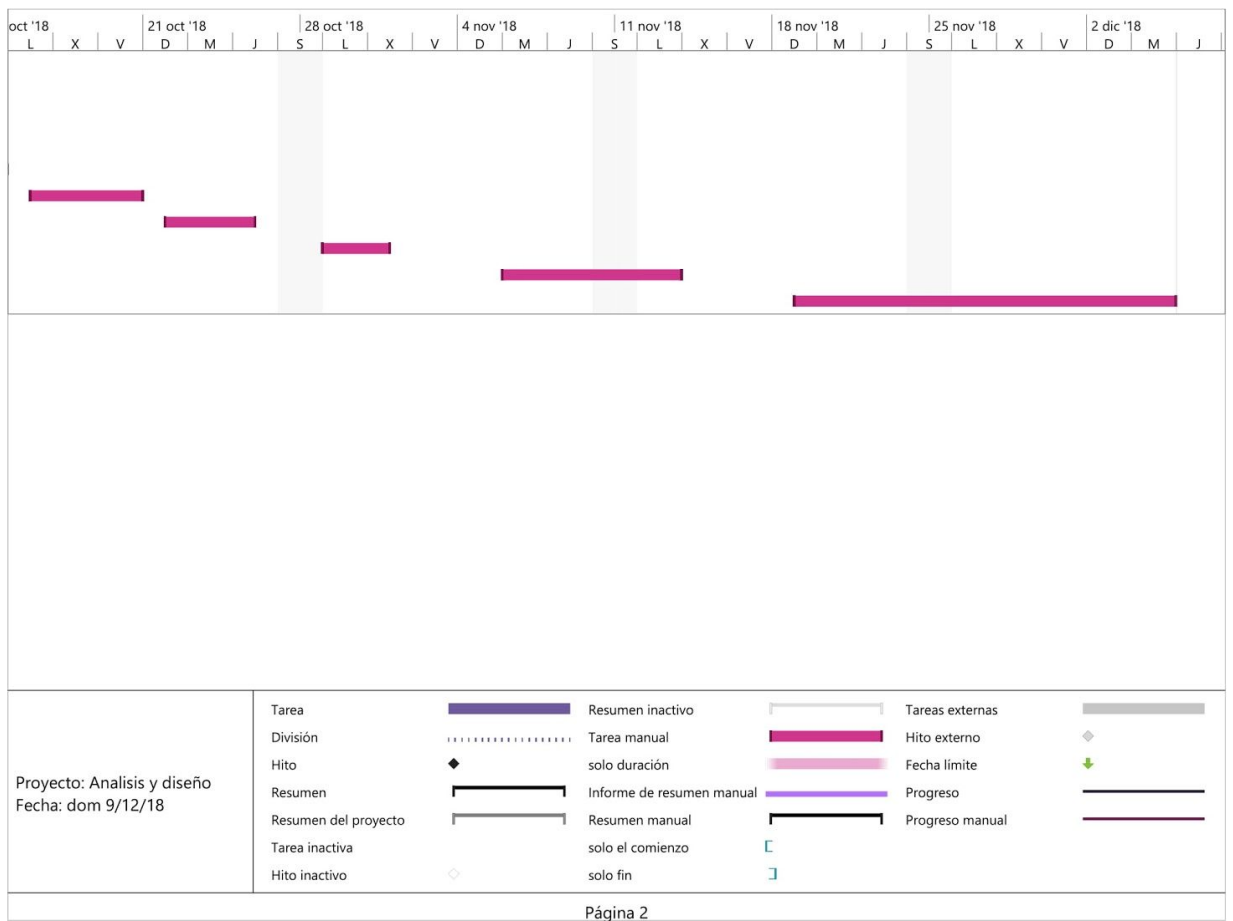 oct '18 21 oct '18 28 oct '18 4 nov '18 11 nov '18 18 nov '18 25 nov '18 2 dic '18
L X V D M J S L X V D M J S L X V D M J S L X V D M J
Tarea Resumen inactivo Tareas externas
División Tarea manual Hito externo
Hito solo duración Fecha límite
Proyecto: Analisis y diseño
Fecha: dom 9/12/18
Resumen Informe de resumen manual Progreso
Resumen del proyecto Resumen manual Progreso manual
Tarea inactiva solo el comienzo
Hito inactivo solo fin
Página 2